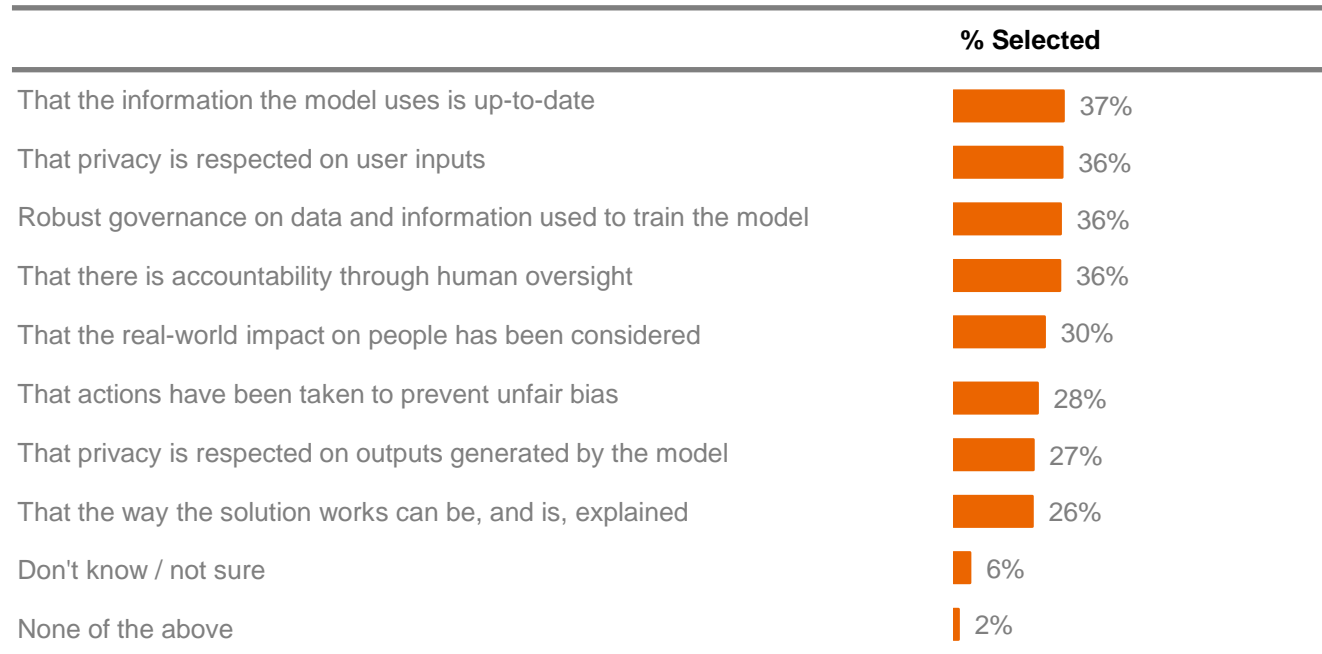 % Selected
That the information the model uses is up-to-date 37%
That privacy is respected on user inputs 36%
Robust governance on data and information used to train the model 36%
That there is accountability through human oversight 36%
That the real-world impact on people has been considered 30%
That actions have been taken to prevent unfair bias 28%
That privacy is respected on outputs generated by the model 27%
That the way the solution works can be, and is, explained 26%
Don't know / not sure 6%
None of the above 2%